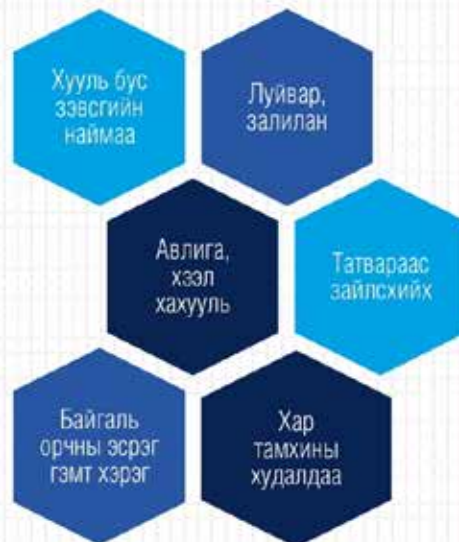 Хууль бус
зэвсгийн
наймаа
Луйвар,
залилан
Авлига,
хээл
хахууль
Татвараас
зайлсхийх
Байгаль
орчны эсрэг
гэмт хэрэг
Хар
тамхины
худалдаа